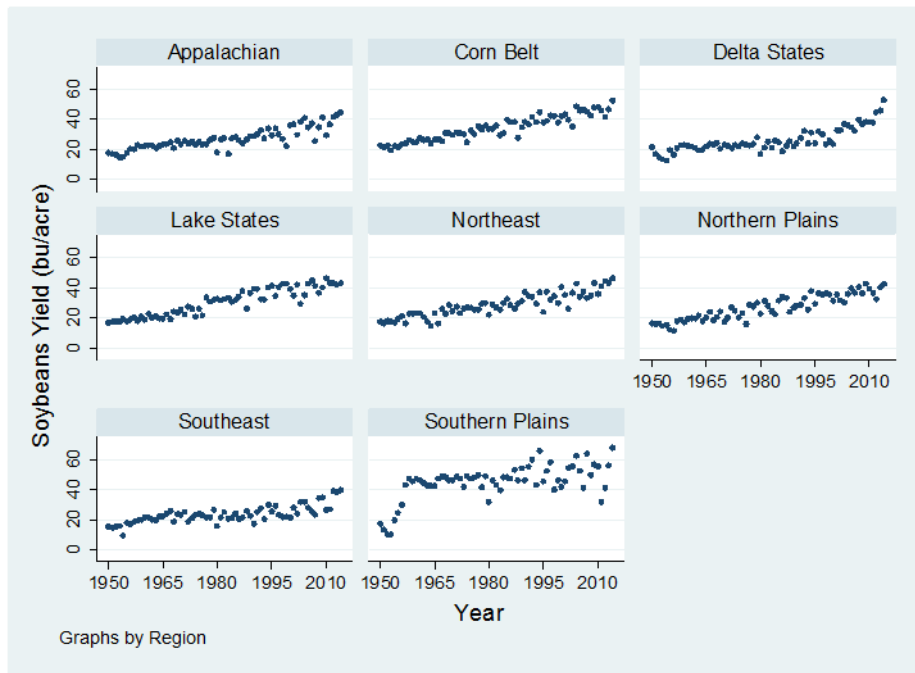 Appalachian
Corn Belt
Delta States
60
40
20
0
Lake States
Northeast
Northern Plains
60
40
20
0
1950 1965 1980 1995 2010
Southeast
Southern Plains
60
40
20
0
1950 1965 1980 1995 2010
1950 1965 1980 1995 2010
Soybeans Yield (bu/acre)
Year
Graphs by Region